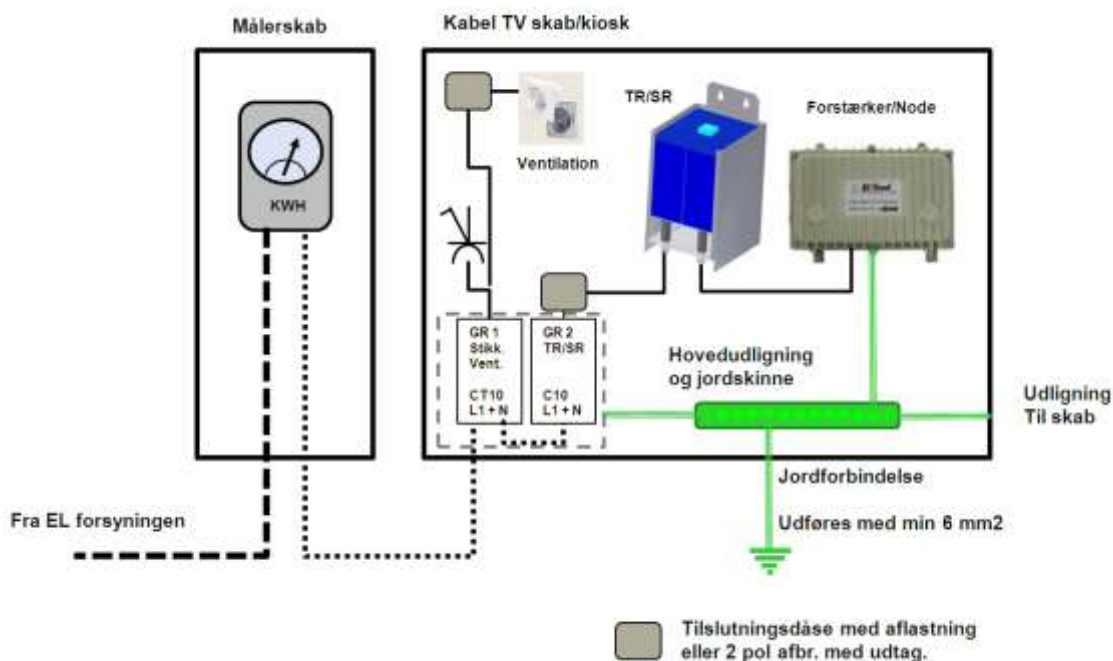 Målerskab
Kabel TV skab/kiosk
TR/SR
Forstærker/Node
Ventilation
KWH
GR 1
Stikk.
Vent.
CT10
L1 + N
GR 2
TR/SR
C10
L1 + N
Hovedudligning
og jordskinne
Udligning
Til skab
Jordforbindelse
Fra EL forsyningen
Udføres med min 6 mm2
Tilslutningsdåse med aflastning
eller 2 pol afbr. med udtag.